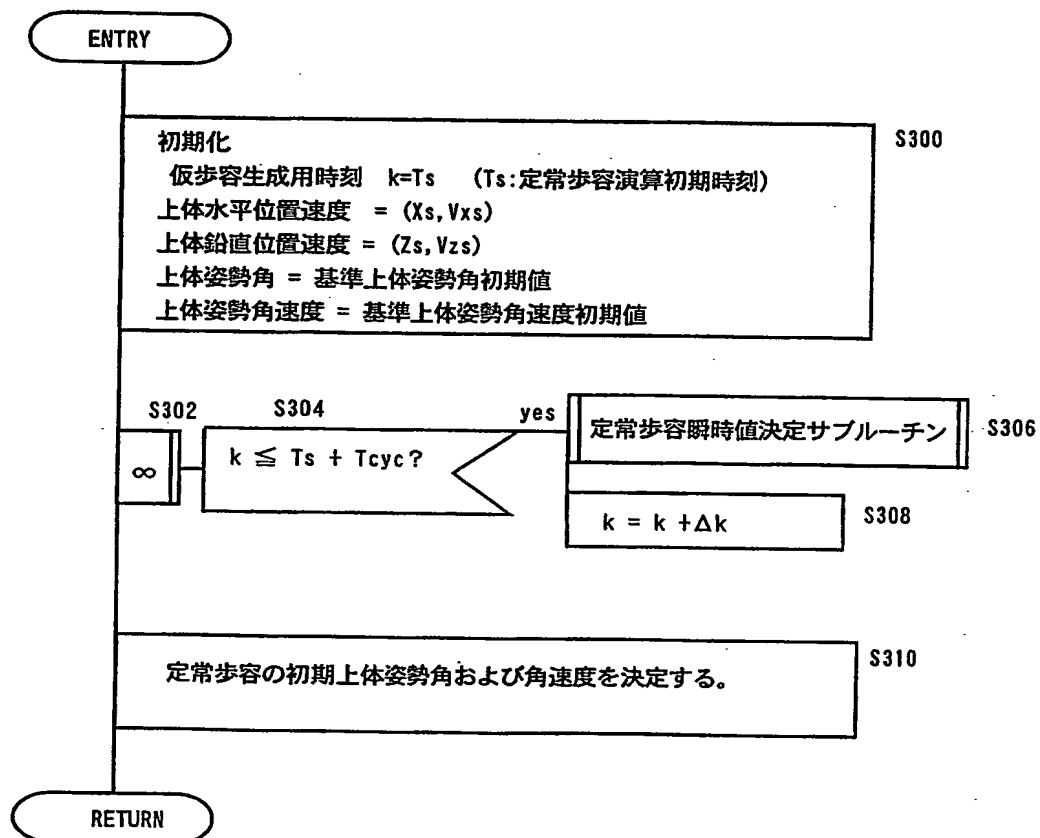 ENTRY
S300
初期化
仮歩容生成用時刻 k=Ts (Ts:定常歩容演算初期時刻)
上体水平位置速度 = (Xs,Vxs)
上体鉛直位置速度 = (Zs,Vzs)
上体姿勢角 = 基準上体姿勢角初期値
上体姿勢角速度 = 基準上体姿勢角速度初期値
S302
∞
S304
k ≦ Ts + Tcyc?
yes
定常歩容瞬時値決定サブルーチン
S306
k = k +Δk
S308
S310
定常歩容の初期上体姿勢角および角速度を決定する。
RETURN